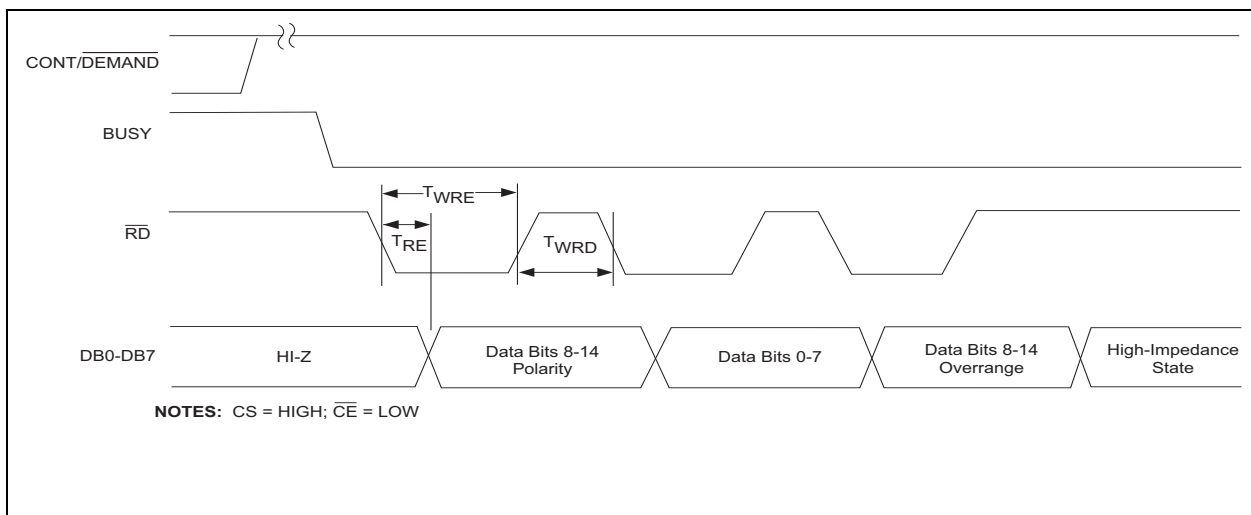 CONT/DEMAND
BUSY
TWRE
RD
TRE
TWRD
DB0-DB7
HI-Z
Data Bits 8-14
Polarity
Data Bits 0-7
Data Bits 8-14
Overrange
High-Impedance
State
NOTES: CS = HIGH; CE = LOW